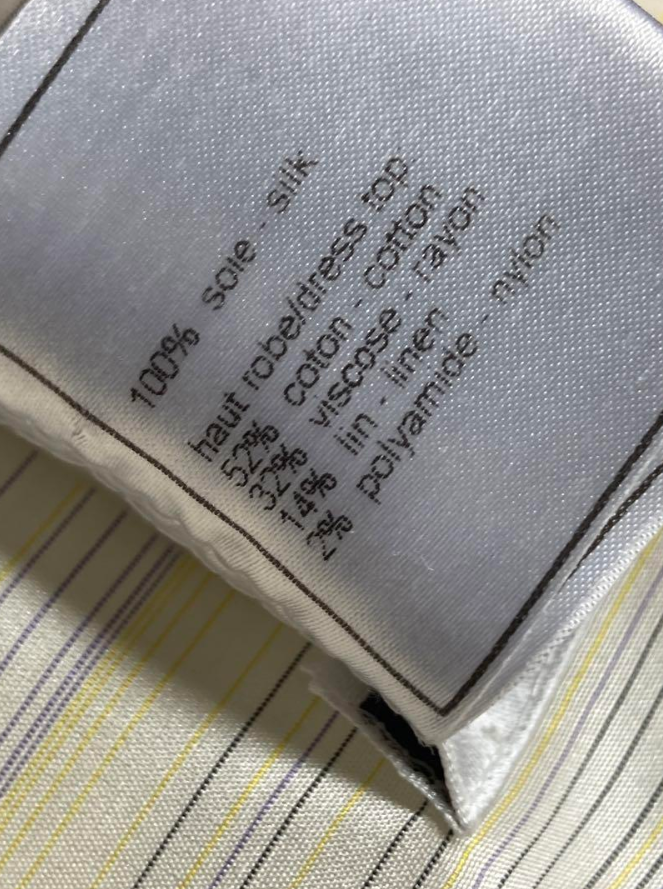 100% soie - silk
haut robe/dress top
52% coton - cotton
32% viscose - rayon
14% lin - linen
2% polyamide - nylon